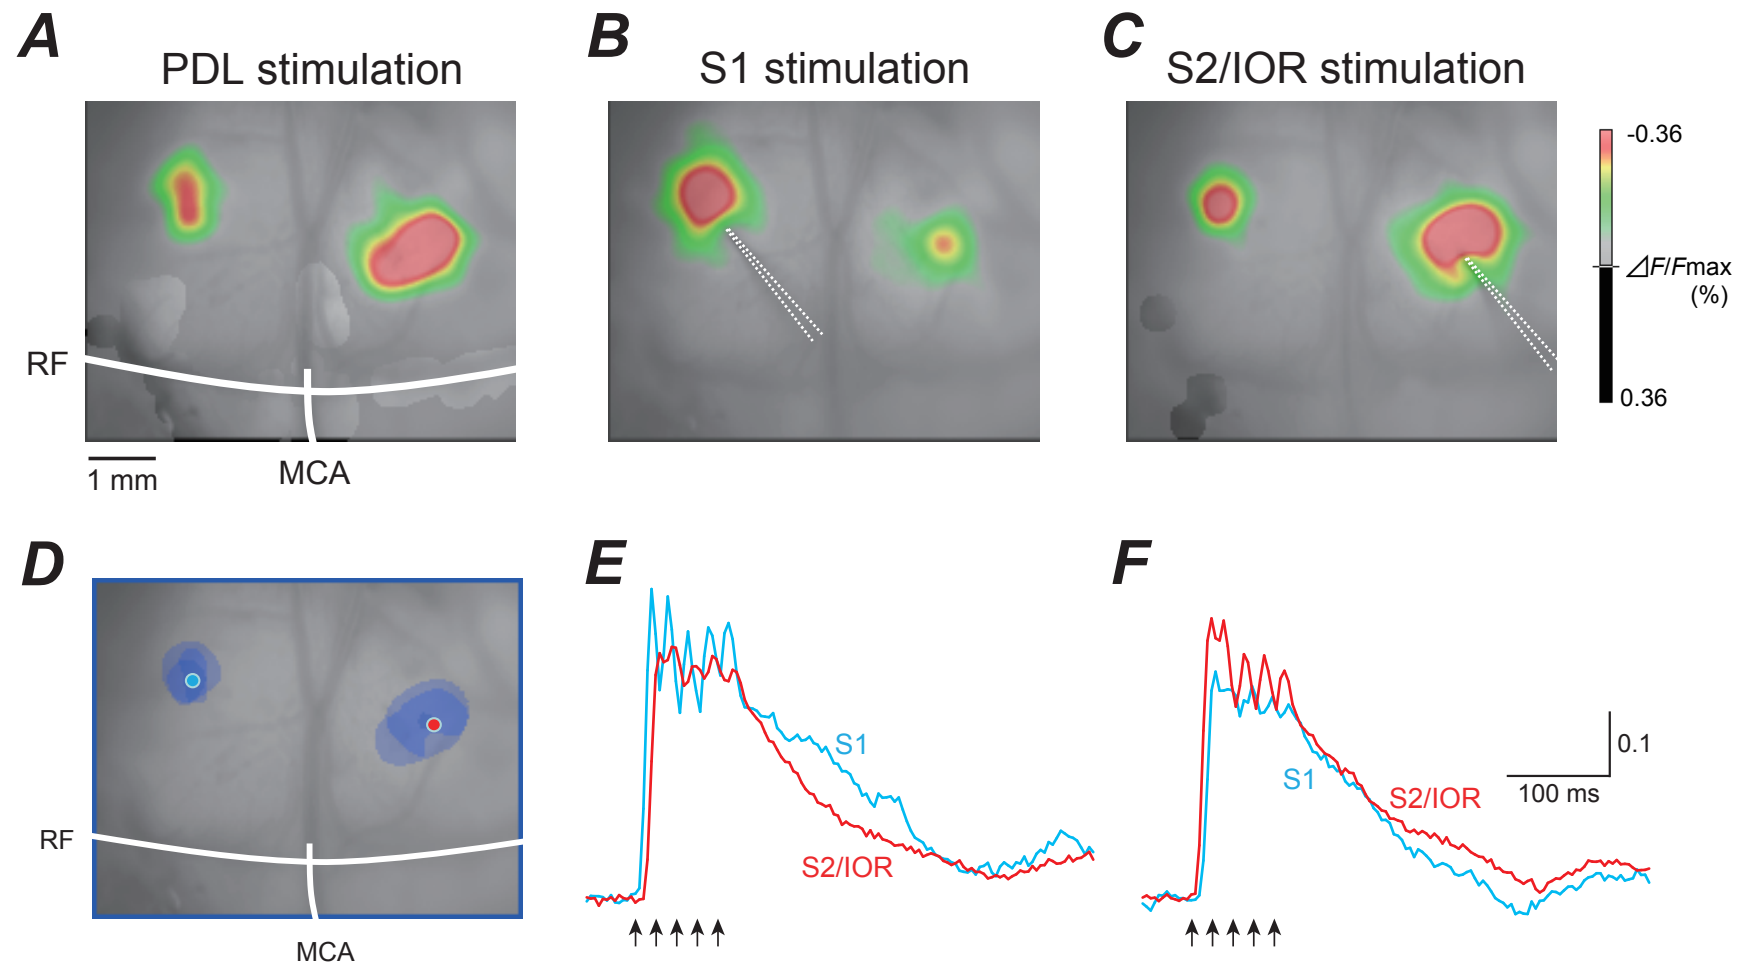 A
PDL stimulation
B
S1 stimulation
C
S2/IOR stimulation
-0.36
⊿F/Fmax
(%)
0.36
RF
1 mm
MCA
D
RF
MCA
E
S1
S2/IOR
F
S1
S2/IOR
0.1
100 ms